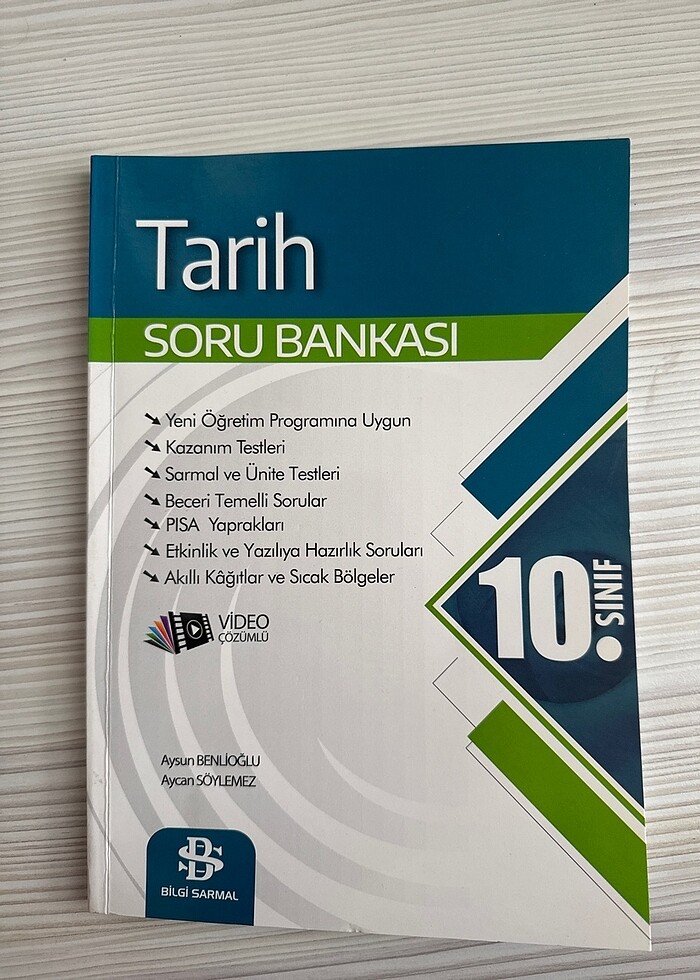 Tarih
SORU BANKASI
Yeni Öğretim Programına Uygun
Kazanım Testleri
Sarmal ve Ünite Testleri
Beceri Temelli Sorular
PISA Yaprakları
Etkinlik ve Yazılıya Hazırlık Soruları
Akıllı Kâğıtlar ve Sıcak Bölgeler
10. SINIF
VİDEO
ÇÖZÜMLÜ
Aysun BENLİOĞLU
Aycan SÖYLEMEZ
BS
BİLGİ SARMAL